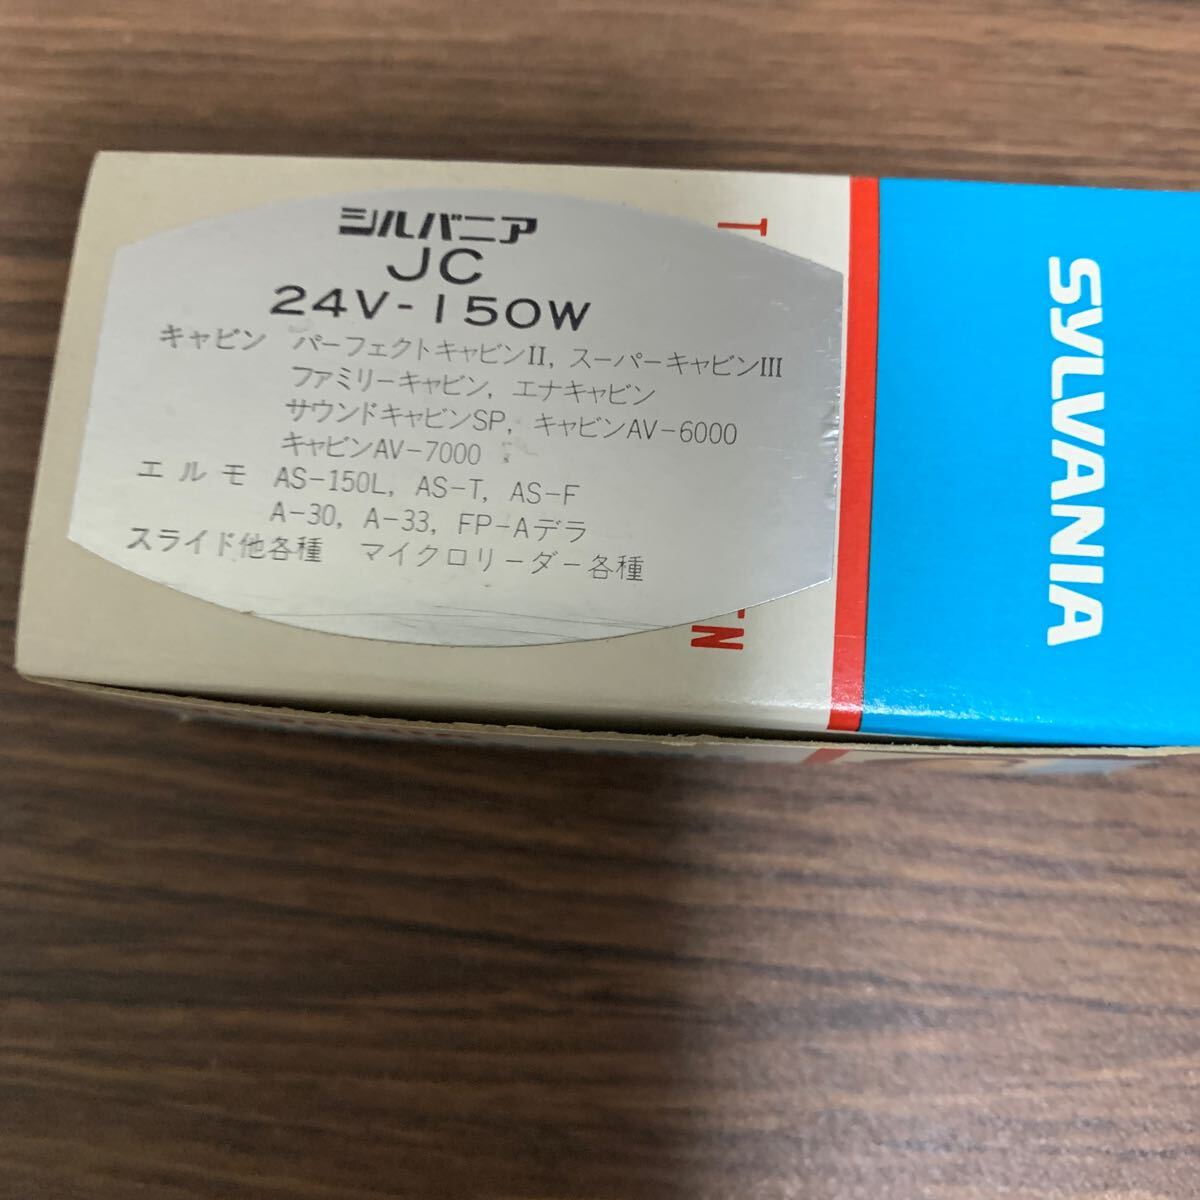 シルバニア
JC
24V-150W
キャビン パーフェクトキャビンII, スーパーキャビンIII
ファミリーキャビン, エナキャビン
サウンドキャビンSP, キャビンAV-6000
キャビンAV-7000
エルモ AS-150L, AS-T, AS-F
A-30, A-33, FP-Aデラ
スライド他各種 マイクロリーダー各種
SYLVANIA